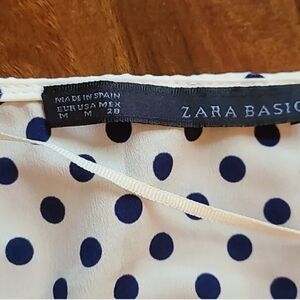 MADE IN SPAIN
EUR USA MEX
M M 28
ZARA BASIC